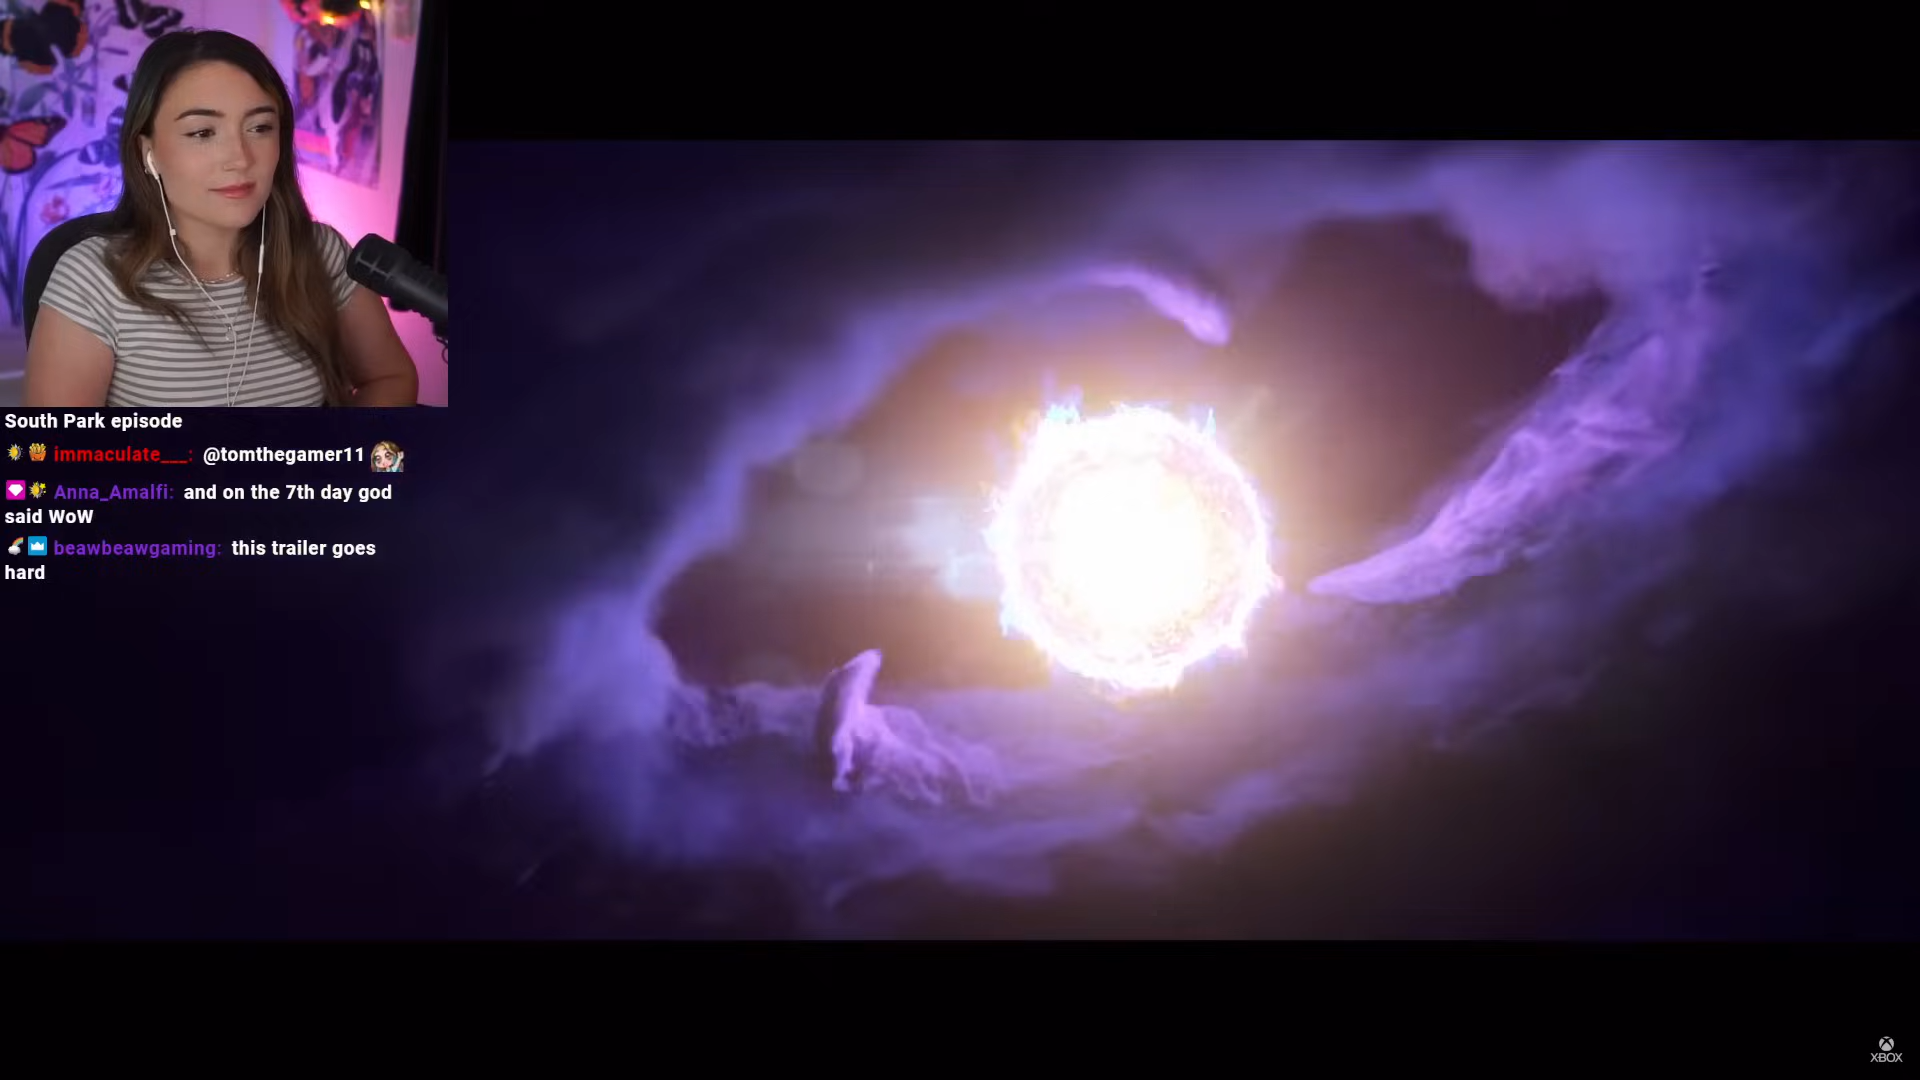 South Park episode
immaculate___: @tomthegamer11
Anna_Amalfi: and on the 7th day god
said WoW
beawbeawgaming: this trailer goes
hard
XBOX